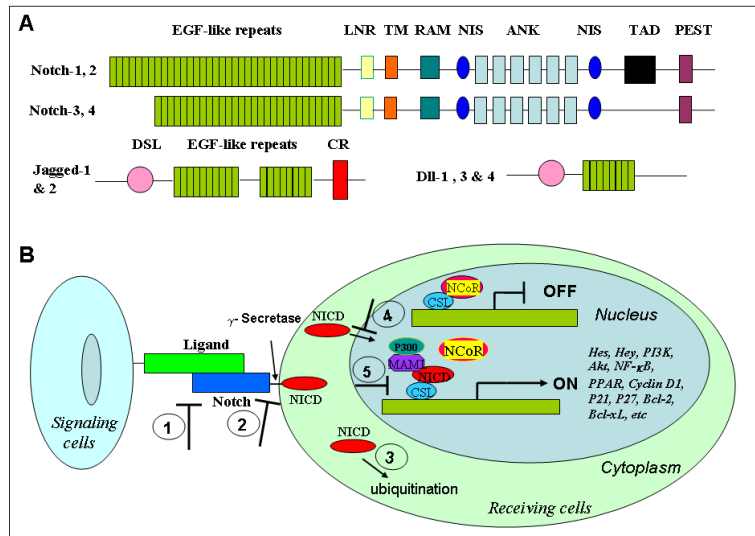 A
EGF-like repeats LNR TM RAM NIS ANK NIS TAD PEST
Notch-1, 2
Notch-3, 4
DSL EGF-like repeats CR
Jagged-1
& 2
Dll-1 , 3 & 4
B
Signaling
cells
Ligand
Notch
γ- Secretase
NICD
1
2
NICD
4
5
NICD
3
ubiquitination
NCoR
CSL
OFF
Nucleus
P300
MAM1
NICD
CSL
NCoR
ON
Hes, Hey, PI3K,
Akt, NF-κB,
PPAR, Cyclin D1,
P21, P27, Bcl-2,
Bcl-xL, etc
Cytoplasm
Receiving cells